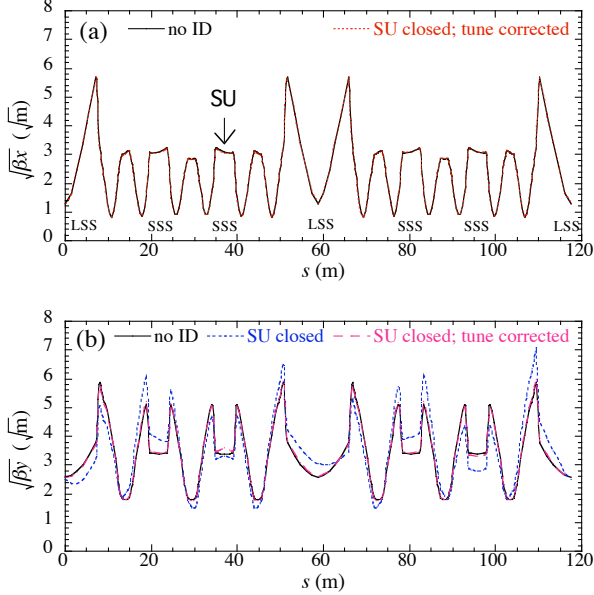 8
(a)
no ID
SU closed; tune corrected
7
6
5
SU
4
3
2
1
0
√βx (√m)
LSS
SSS
SSS
LSS
SSS
SSS
LSS
0 20 40 60 80 100 120
s (m)
8
(b)
no ID
SU closed
SU closed; tune corrected
7
6
5
4
3
2
1
0
√βy (√m)
0 20 40 60 80 100 120
s (m)